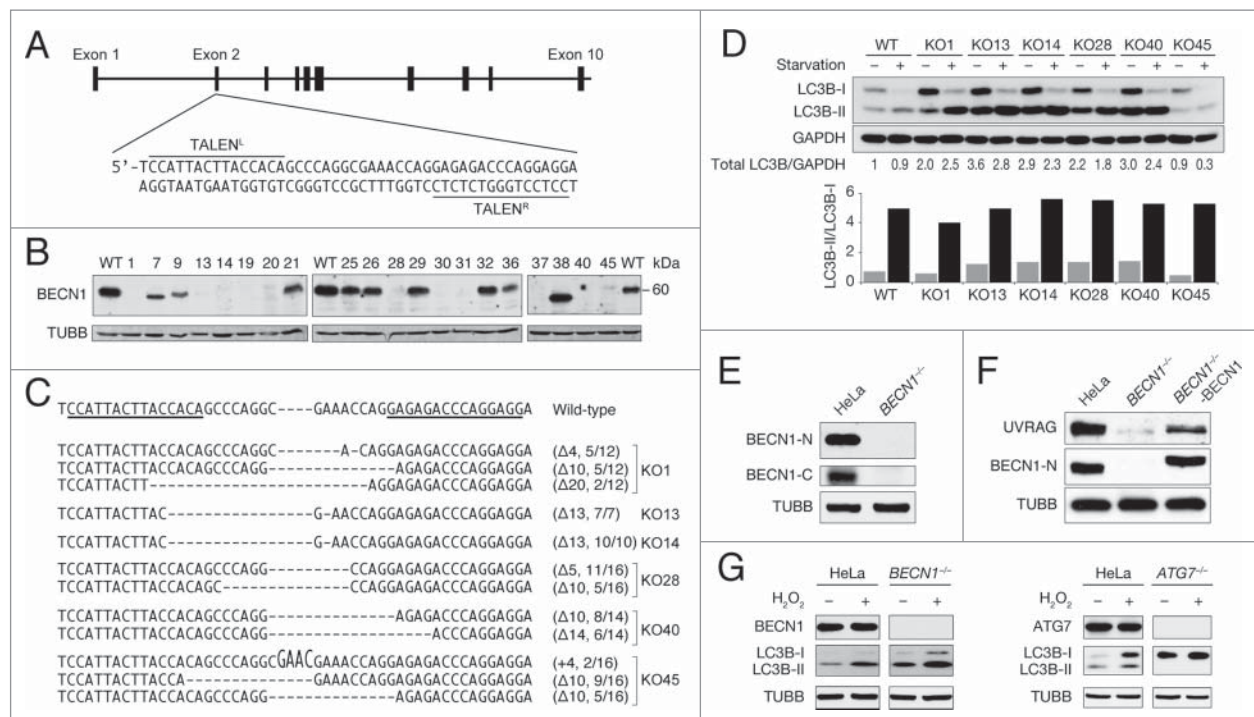 A
Exon 1 Exon 2 Exon 10
TALENL
5'-TCCATTACTTACCACAGCCCAGGCGAAACCAGGAGAGACCCAGGAGGA
AGGTAATGAATGGTGTCGGGTCCGCTTTGGTCCTCTCTGGGTCCTCCT
TALENR
B
WT 1 7 9 13 14 19 20 21 WT 25 26 28 29 30 31 32 36 37 38 40 45 WT kDa
BECN1
60
TUBB
C
TCCATTACTTACCACAGCCCAGGC----GAAACCAGGAGAGACCCAGGAGGA Wild-type
TCCATTACTTACCACAGCCCAGGC-------A-CAGGAGAGACCCAGGAGGA (Δ4, 5/12)
TCCATTACTTACCACAGCCCAGG--------------AGAGACCCAGGAGGA (Δ10, 5/12) KO1
TCCATTACTT------------------------AGGAGAGACCCAGGAGGA (Δ20, 2/12)
TCCATTACTTAC----------------G-AACCAGGAGAGACCCAGGAGGA (Δ13, 7/7) KO13
TCCATTACTTAC----------------G-AACCAGGAGAGACCCAGGAGGA (Δ13, 10/10) KO14
TCCATTACTTACCACAGCCCAGG---------CCAGGAGAGACCCAGGAGGA (Δ5, 11/16) KO28
TCCATTACTTACCACAGC--------------CCAGGAGAGACCCAGGAGGA (Δ10, 5/16)
TCCATTACTTACCACAGCCCAGG--------------AGAGACCCAGGAGGA (Δ10, 8/14) KO40
TCCATTACTTACCACAGCCCAGG------------------ACCCAGGAGGA (Δ14, 6/14)
TCCATTACTTACCACAGCCCAGGCGAACGAAACCAGGAGAGACCCAGGAGGA (+4, 2/16)
TCCATTACTTACCA--------------GAAACCAGGAGAGACCCAGGAGGA (Δ10, 9/16) KO45
TCCATTACTTACCACAGCCCAGG--------------AGAGACCCAGGAGGA (Δ10, 5/16)
D
WT KO1 KO13 KO14 KO28 KO40 KO45
Starvation – + – + – + – + – + – + – +
LC3B-I
LC3B-II
GAPDH
Total LC3B/GAPDH 1 0.9 2.0 2.5 3.6 2.8 2.9 2.3 2.2 1.8 3.0 2.4 0.9 0.3
LC3B-II/LC3B-I
6
4
2
0
WT KO1 KO13 KO14 KO28 KO40 KO45
E
HeLa BECN1-/-
BECN1-N
BECN1-C
TUBB
F
HeLa BECN1-/- BECN1-/--BECN1
UVRAG
BECN1-N
TUBB
G
HeLa BECN1-/-
H2O2 – + – +
BECN1
LC3B-I
LC3B-II
TUBB
HeLa ATG7-/-
H2O2 – + – +
ATG7
LC3B-I
LC3B-II
TUBB